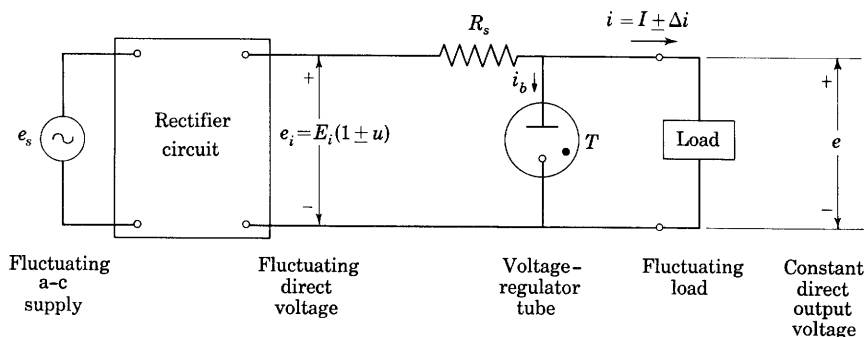 i = I ± Δi
R_s
i_b
+
+
e_s
Rectifier
circuit
e_i = E_i(1 ± u)
T
Load
e
−
−
Fluctuating
a-c
supply
Fluctuating
direct
voltage
Voltage-
regulator
tube
Fluctuating
load
Constant
direct
output
voltage